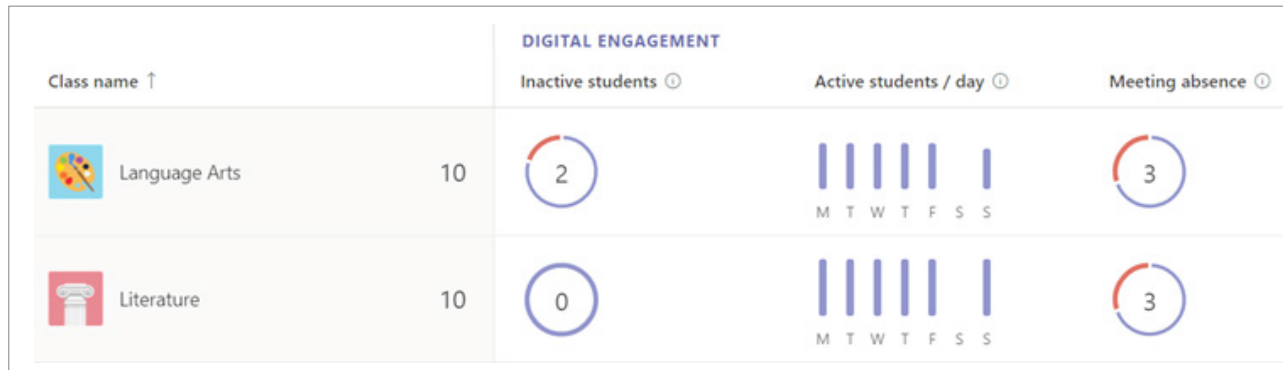 DIGITAL ENGAGEMENT
Class name ↑ Inactive students Active students / day Meeting absence
Language Arts 10 2 M T W T F S S 3
Literature 10 0 M T W T F S S 3